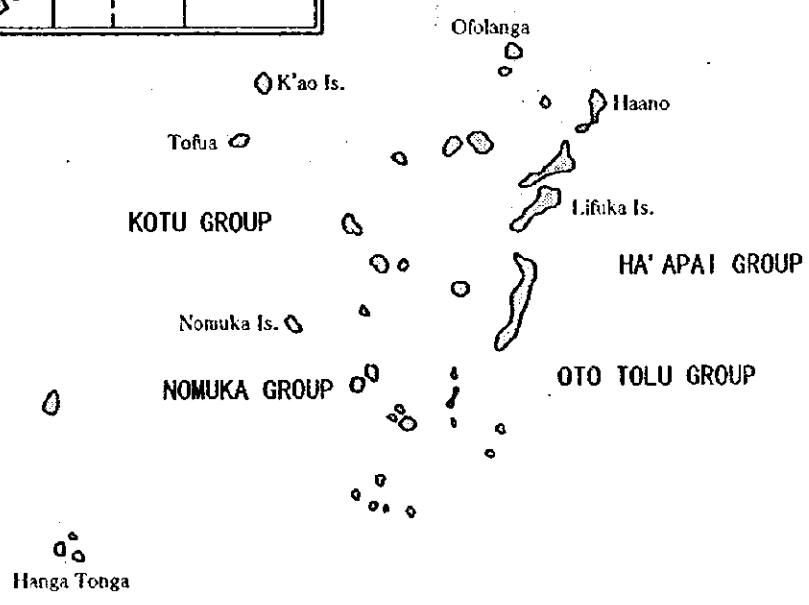 Ofolanga
K'ao Is.
Haano
Tofua
Lifuka Is.
KOTU GROUP
HA'APAI GROUP
Nomuka Is.
OTO TOLU GROUP
NOMUKA GROUP
Hanga Tonga